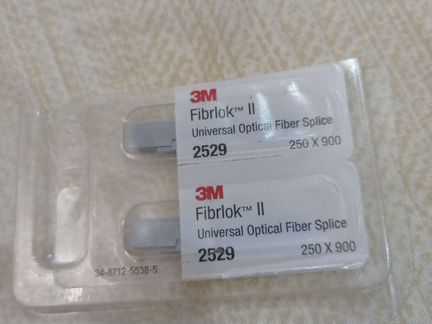 3M
Fibrlok™ II
Universal Optical Fiber Splice
2529 250 X 900
3M
Fibrlok™ II
Universal Optical Fiber Splice
2529 250 X 900
34-8712-5538-5